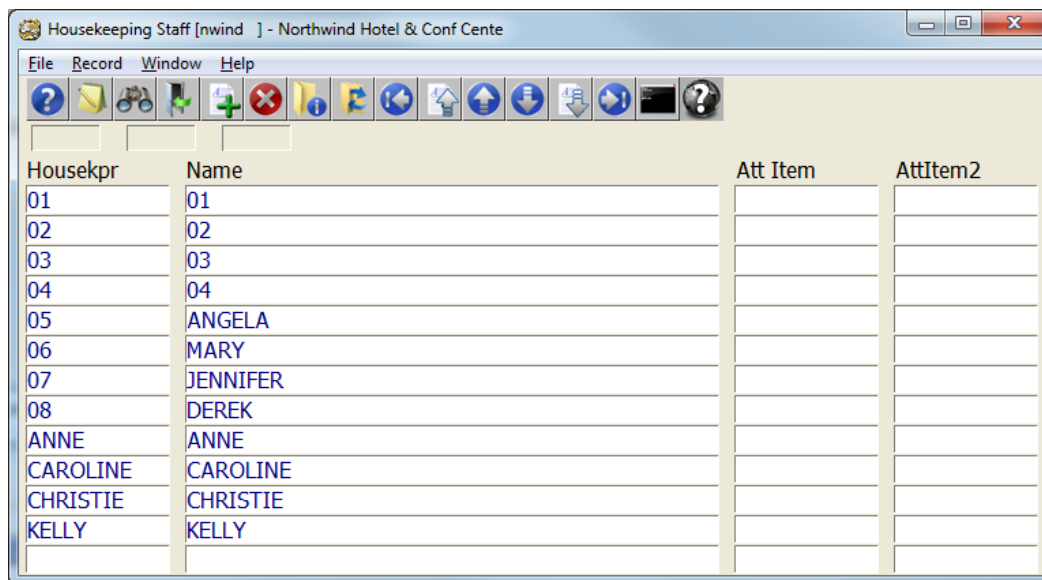 Housekeeping Staff [nwind   ] - Northwind Hotel & Conf Cente
File Record Window Help
Housekpr Name Att Item AttItem2
01 01
02 02
03 03
04 04
05 ANGELA
06 MARY
07 JENNIFER
08 DEREK
ANNE ANNE
CAROLINE CAROLINE
CHRISTIE CHRISTIE
KELLY KELLY